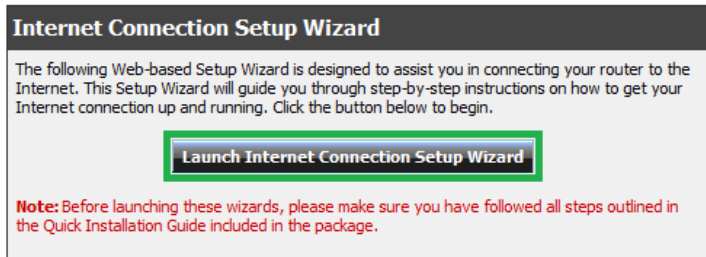 Internet Connection Setup Wizard
The following Web-based Setup Wizard is designed to assist you in connecting your router to the
Internet. This Setup Wizard will guide you through step-by-step instructions on how to get your
Internet connection up and running. Click the button below to begin.
Launch Internet Connection Setup Wizard
Note: Before launching these wizards, please make sure you have followed all steps outlined in
the Quick Installation Guide included in the package.